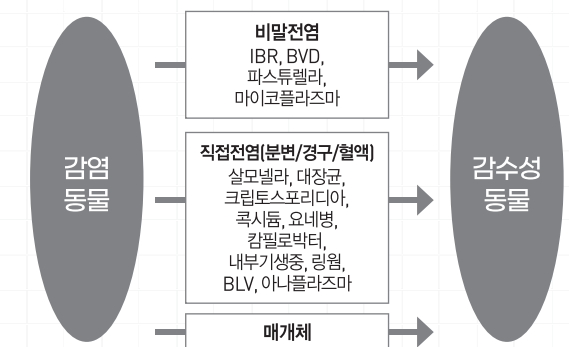 감염
동물
비말전염
IBR, BVD,
파스튜렐라,
마이코플라즈마
직접전염(분변/경구/혈액)
살모넬라, 대장균,
크립토스포리디아,
콕시듐, 요네병,
캄필로박터,
내부기생중, 링웜,
BLV, 아나플라즈마
매개체
감수성
동물